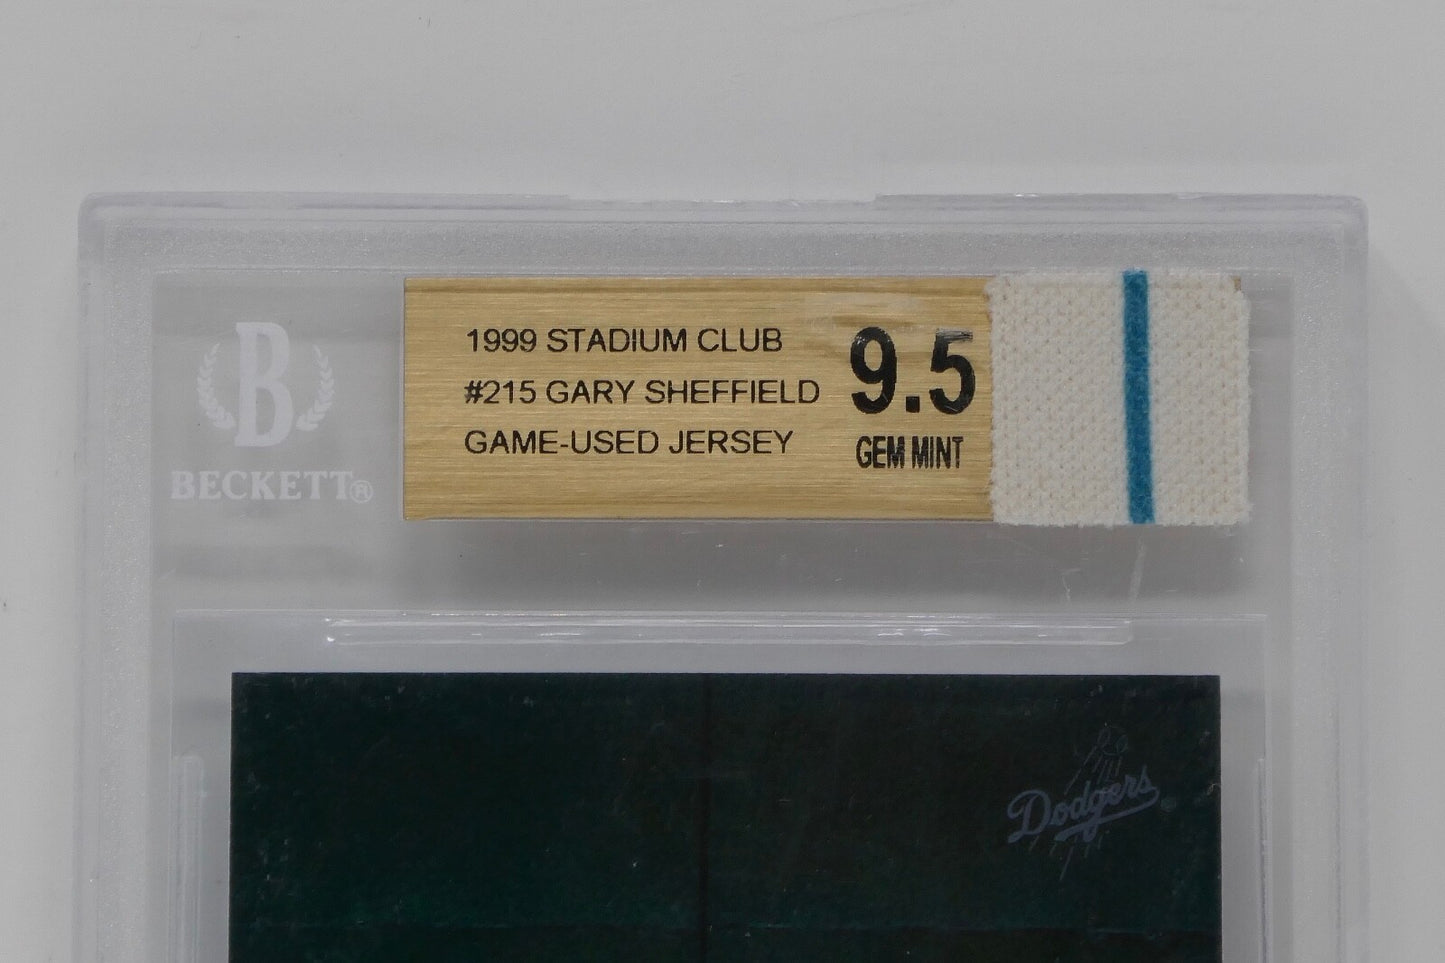 1999 STADIUM CLUB
#215 GARY SHEFFIELD
GAME-USED JERSEY
9.5
GEM MINT
B
BECKETT®
Dodgers